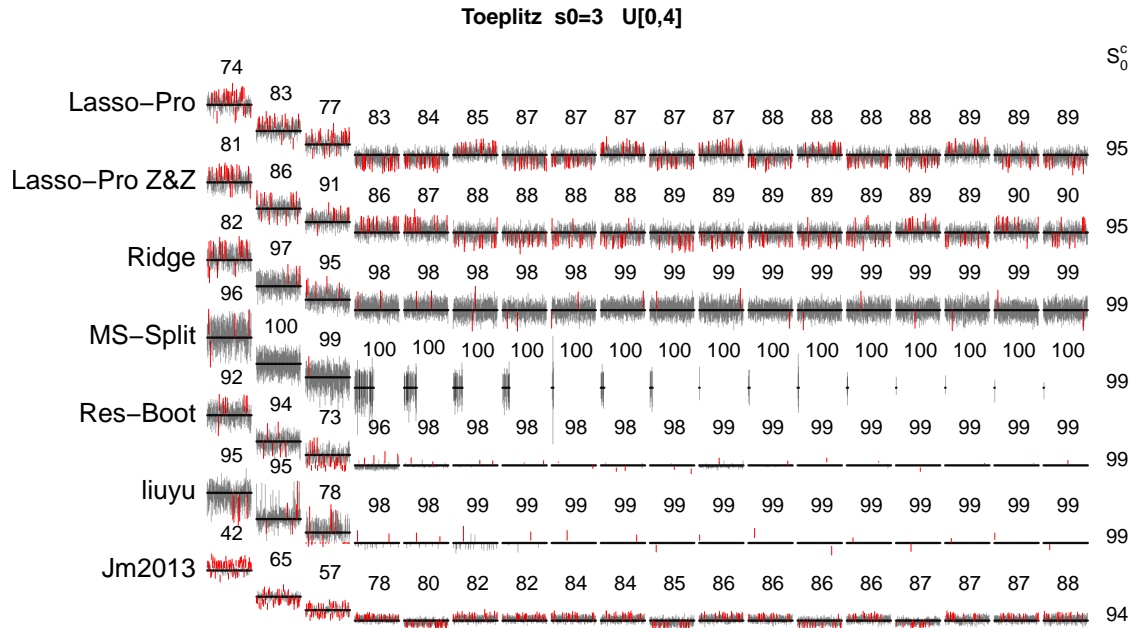 Toeplitz s0=3 U[0,4]
S₀ᶜ
Lasso−Pro 74 83 77 83 84 85 87 87 87 87 87 88 88 88 88 89 89 89 95
Lasso−Pro Z&Z 81 86 91 86 87 88 88 88 88 89 89 89 89 89 89 89 90 90 95
Ridge 82 97 95 98 98 98 98 98 99 99 99 99 99 99 99 99 99 99 99
MS−Split 96 100 99 100 100 100 100 100 100 100 100 100 100 100 100 100 100 100 99
Res−Boot 92 94 73 96 98 98 98 98 98 98 99 99 99 99 99 99 99 99 99
liuyu 95 95 78 98 98 99 99 99 99 99 99 99 99 99 99 99 99 99 99
Jm2013 42 65 57 78 80 82 82 84 84 85 86 86 86 86 87 87 87 88 94